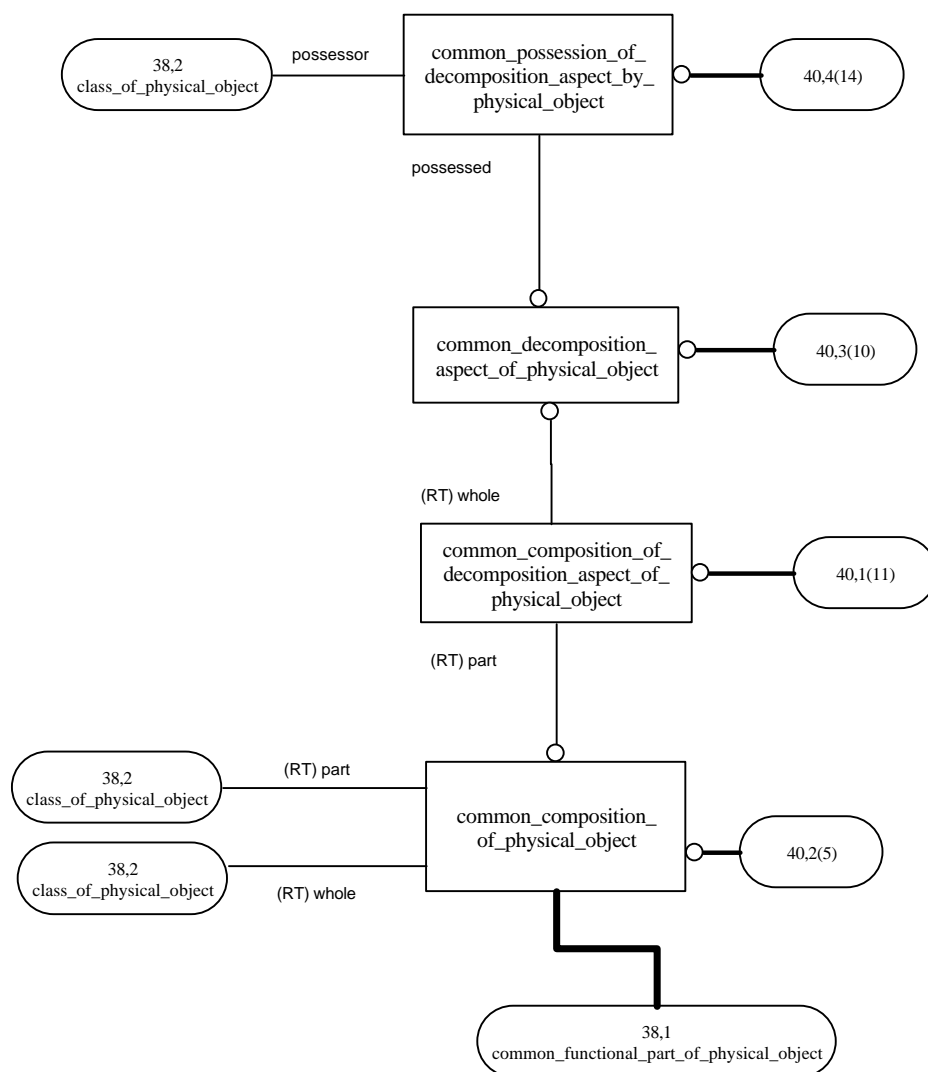 38,2
class_of_physical_object
possessor
common_possession_of_
decomposition_aspect_by_
physical_object
40,4(14)
possessed
common_decomposition_
aspect_of_physical_object
40,3(10)
(RT) whole
common_composition_of_
decomposition_aspect_of_
physical_object
40,1(11)
(RT) part
38,2
class_of_physical_object
(RT) part
common_composition_
of_physical_object
40,2(5)
38,2
class_of_physical_object
(RT) whole
38,1
common_functional_part_of_physical_object